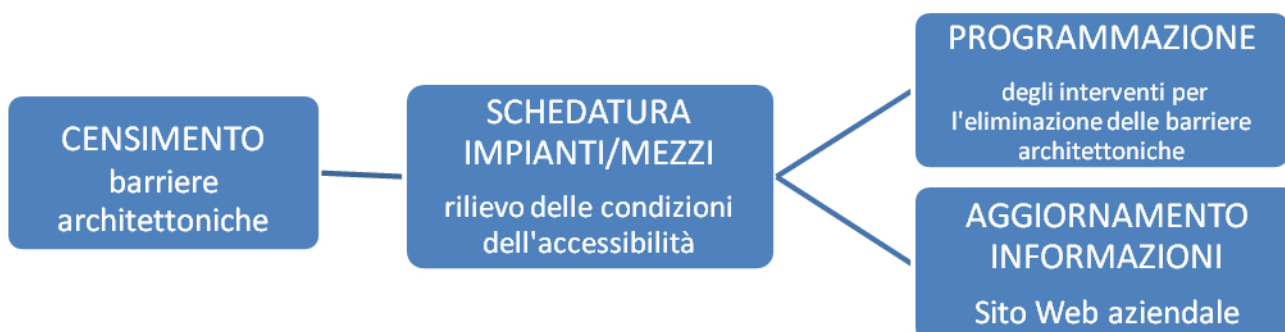 CENSIMENTO
barriere
architettoniche
SCHEDATURA
IMPIANTI/MEZZI
rilievo delle condizioni
dell'accessibilità
PROGRAMMAZIONE
degli interventi per
l'eliminazione delle barriere
architettoniche
AGGIORNAMENTO
INFORMAZIONI
Sito Web aziendale